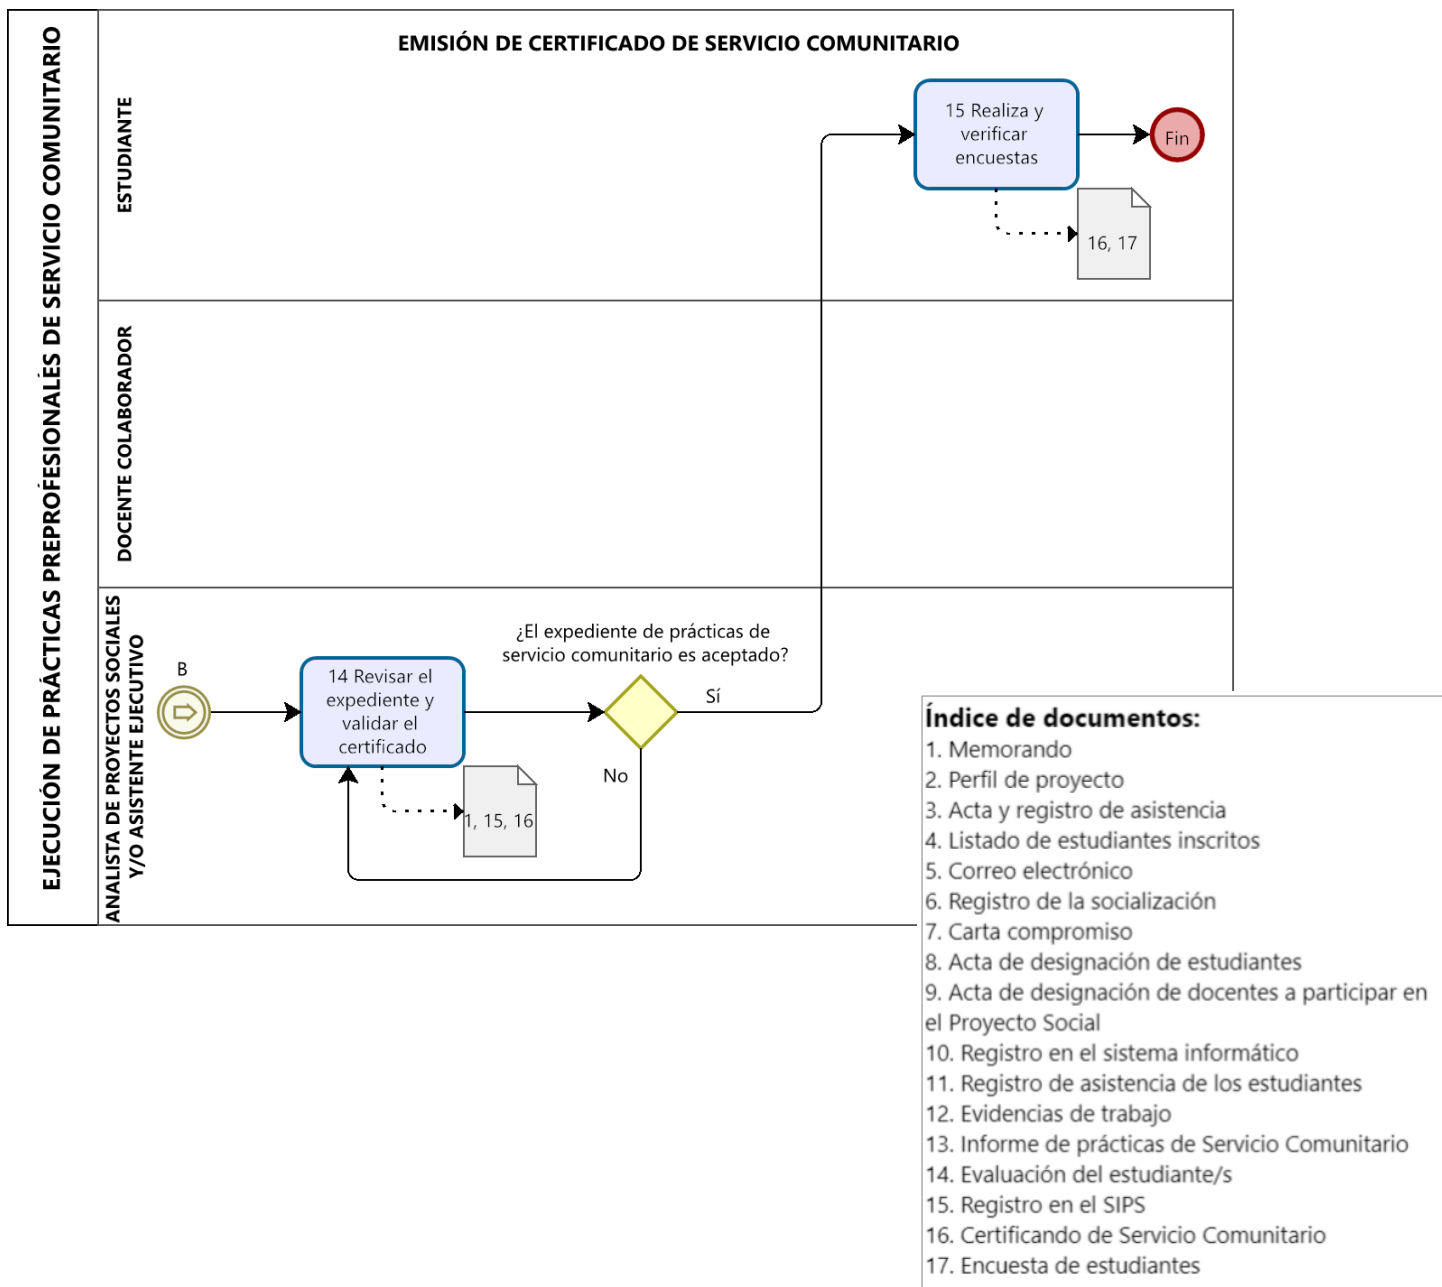 EJECUCIÓN DE PRÁCTICAS PREPROFESIONALES DE SERVICIO COMUNITARIO
EMISIÓN DE CERTIFICADO DE SERVICIO COMUNITARIO
ESTUDIANTE
15 Realiza y
verificar
encuestas
Fin
16, 17
DOCENTE COLABORADOR
ANALISTA DE PROYECTOS SOCIALES
Y/O ASISTENTE EJECUTIVO
B
14 Revisar el
expediente y
validar el
certificado
1, 15, 16
¿El expediente de prácticas de
servicio comunitario es aceptado?
Sí
No
Índice de documentos:
1. Memorando
2. Perfil de proyecto
3. Acta y registro de asistencia
4. Listado de estudiantes inscritos
5. Correo electrónico
6. Registro de la socialización
7. Carta compromiso
8. Acta de designación de estudiantes
9. Acta de designación de docentes a participar en
el Proyecto Social
10. Registro en el sistema informático
11. Registro de asistencia de los estudiantes
12. Evidencias de trabajo
13. Informe de prácticas de Servicio Comunitario
14. Evaluación del estudiante/s
15. Registro en el SIPS
16. Certificando de Servicio Comunitario
17. Encuesta de estudiantes